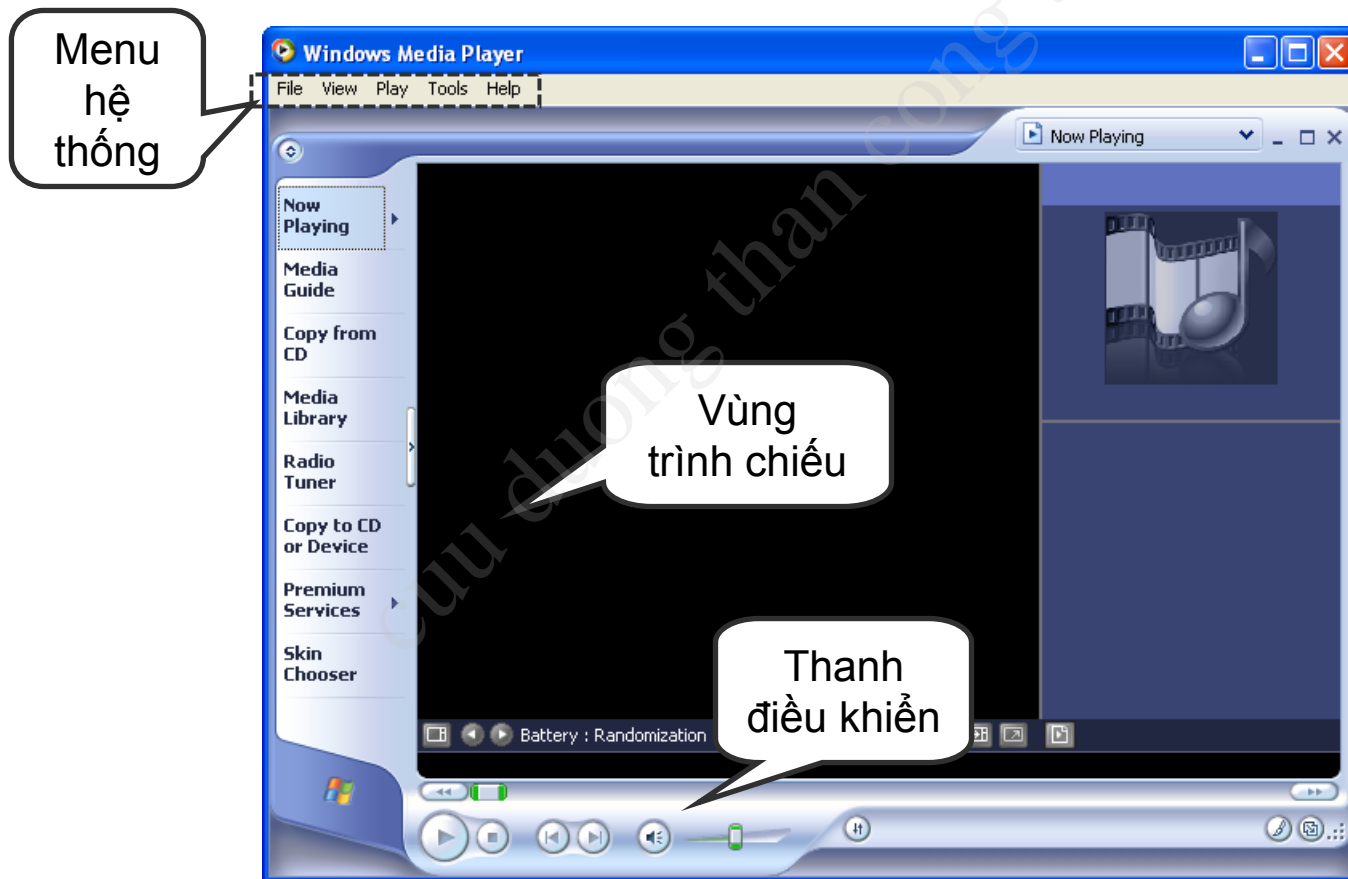 Menu
hệ
thống
Windows Media Player
File View Play Tools Help
Now Playing
Now
Playing
Media
Guide
Copy from
CD
Media
Library
Radio
Tuner
Copy to CD
or Device
Premium
Services
Skin
Chooser
Vùng
trình chiếu
Thanh
điều khiển
Battery : Randomization
cuu duong than cong